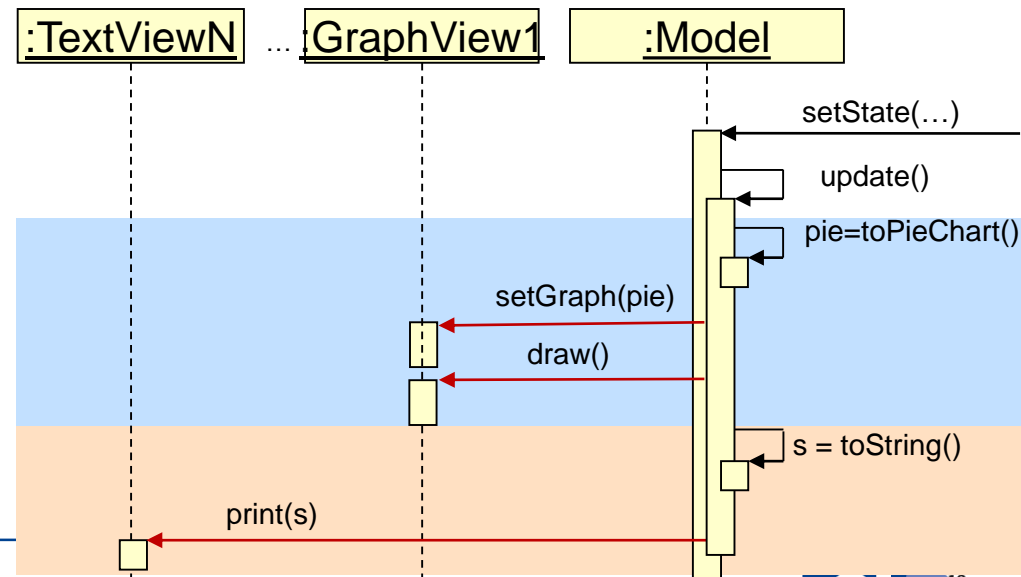 :TextViewN … :GraphView1 :Model
setState(…)
update()
pie=toPieChart()
setGraph(pie)
draw()
s = toString()
print(s)